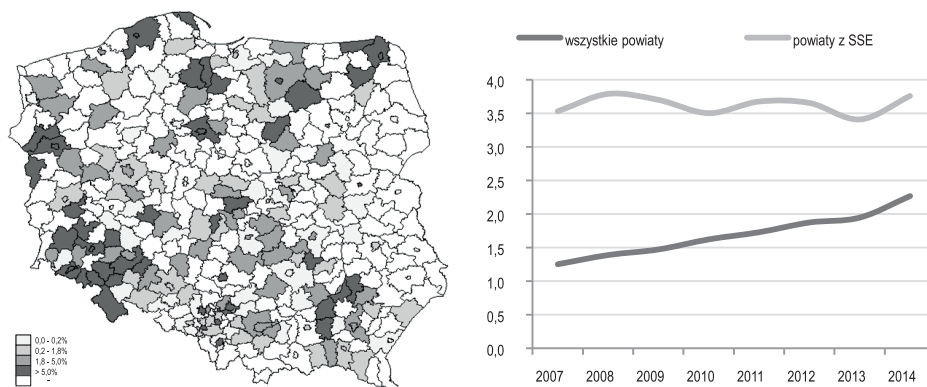 0,0 - 0,2%
0,2 - 1,8%
1,8 - 5,0%
> 5,0%
-
wszystkie powiaty
powiaty z SSE
4,0
3,5
3,0
2,5
2,0
1,5
1,0
0,5
0,0
2007 2008 2009 2010 2011 2012 2013 2014